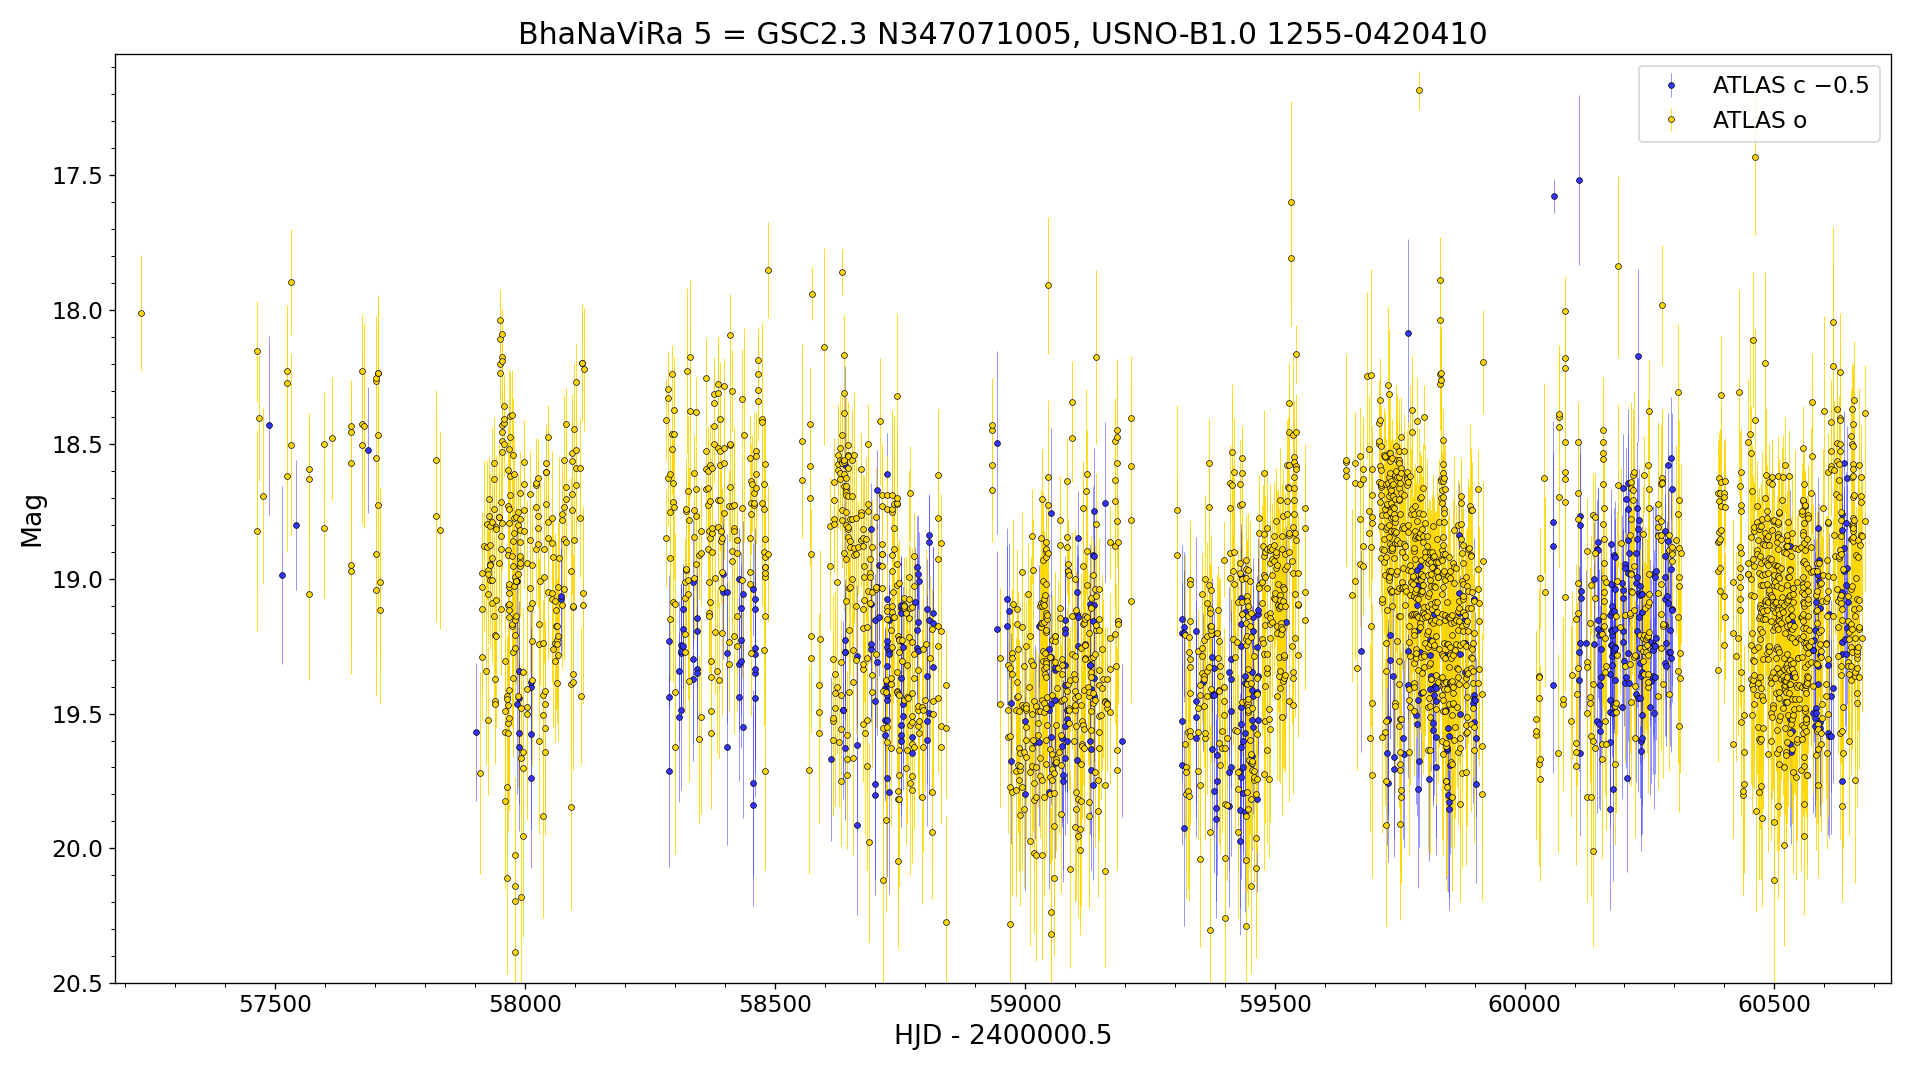 BhaNaViRa 5 = GSC2.3 N347071005, USNO-B1.0 1255-0420410
ATLAS c −0.5
ATLAS o
Mag
17.5
18.0
18.5
19.0
19.5
20.0
20.5
57500 58000 58500 59000 59500 60000 60500
HJD - 2400000.5